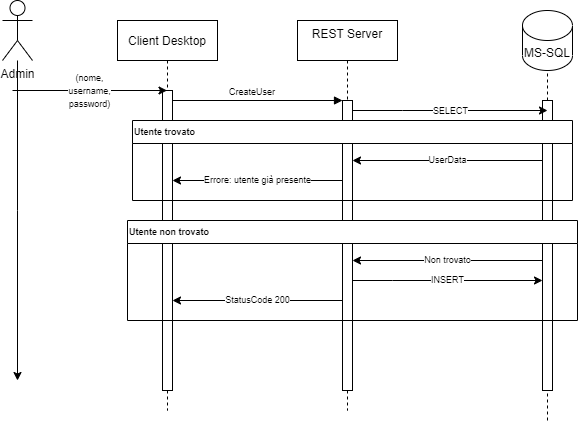 Client Desktop
REST Server
MS-SQL
Admin
(nome,
username,
password)
CreateUser
SELECT
Utente trovato
UserData
Errore: utente già presente
Utente non trovato
Non trovato
INSERT
StatusCode 200